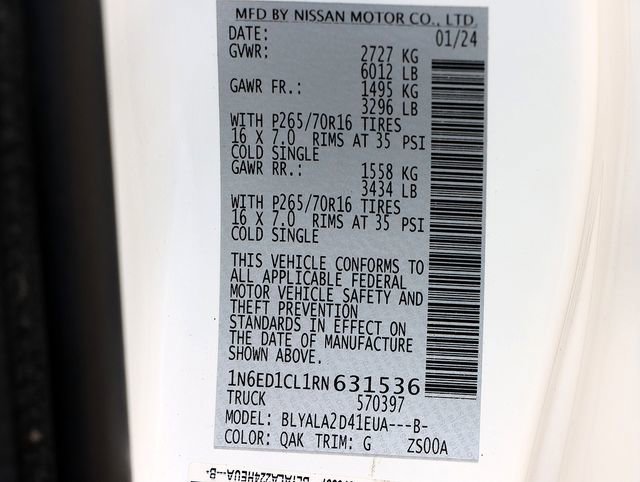 MFD BY NISSAN MOTOR CO., LTD
DATE: 01/24
GVWR: 2727 KG
6012 LB
GAWR FR.: 1495 KG
3296 LB
WITH P265/70R16 TIRES
16 X 7.0 RIMS AT 35 PSI
COLD SINGLE
GAWR RR.: 1558 KG
3434 LB
WITH P265/70R16 TIRES
16 X 7.0 RIMS AT 35 PSI
COLD SINGLE
THIS VEHICLE CONFORMS TO
ALL APPLICABLE FEDERAL
MOTOR VEHICLE SAFETY AND
THEFT PREVENTION
STANDARDS IN EFFECT ON
THE DATE OF MANUFACTURE
SHOWN ABOVE.
1N6ED1CL1RN631536
TRUCK 570397
MODEL: BLYALA2D41EUA---B-
COLOR: QAK TRIM: G ZS00A